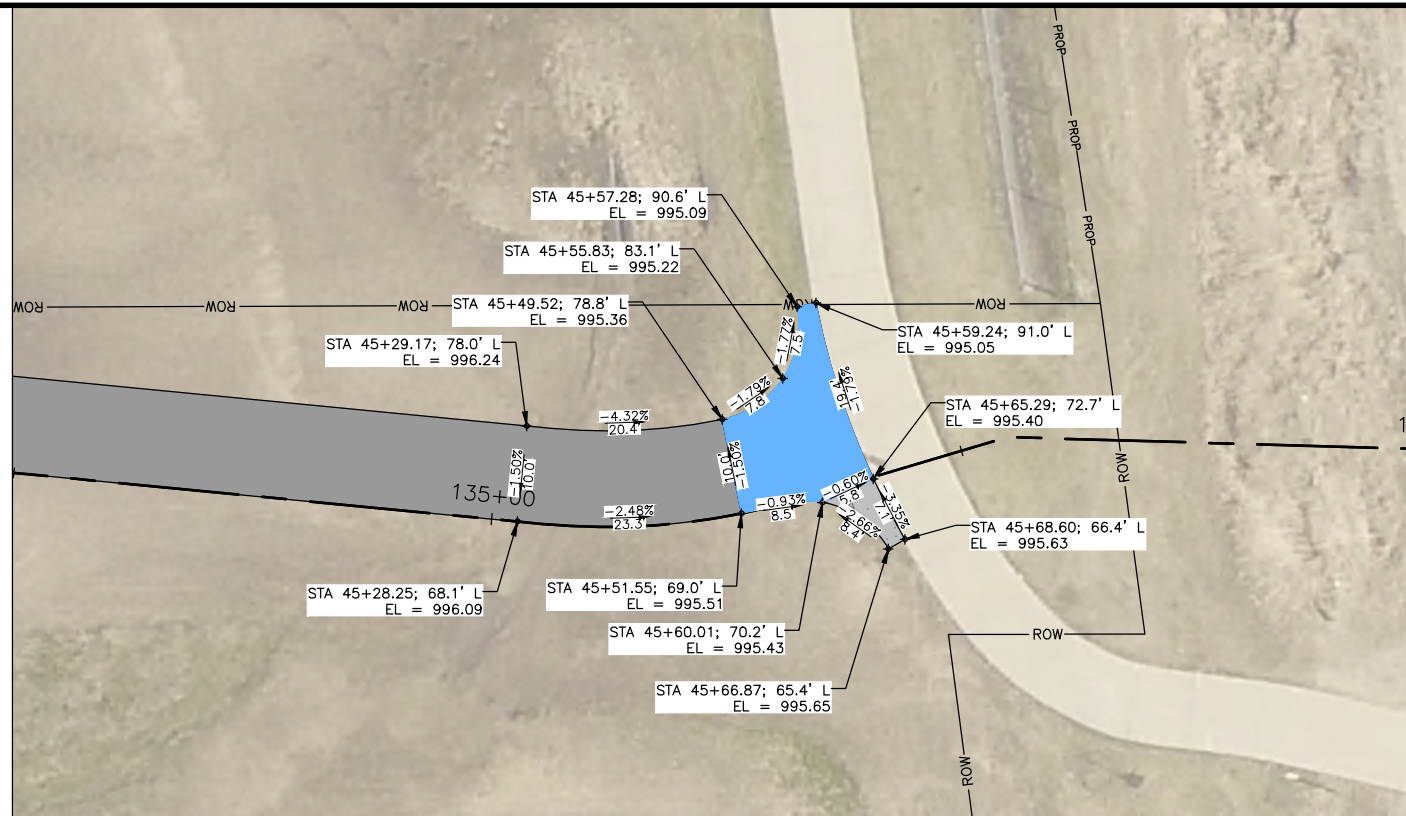 PROP
PROP
PROP
STA 45+57.28; 90.6' L
EL = 995.09
STA 45+55.83; 83.1' L
EL = 995.22
STA 45+49.52; 78.8' L
EL = 995.36
ROW
ROW
ROW
ROW
ROW
STA 45+59.24; 91.0' L
EL = 995.05
STA 45+29.17; 78.0' L
EL = 996.24
-1.77%
7.5
-1.79%
7.8
-1.79%
19.4
-4.32%
20.4
STA 45+65.29; 72.7' L
EL = 995.40
1
-1.50%
10.0'
-1.50%
10.0'
135+00
-2.48%
23.3
-0.93%
8.5
-0.60%
5.8
-2.66%
8.4
-3.35%
7.1
ROW
STA 45+68.60; 66.4' L
EL = 995.63
STA 45+28.25; 68.1' L
EL = 996.09
STA 45+51.55; 69.0' L
EL = 995.51
STA 45+60.01; 70.2' L
EL = 995.43
ROW
STA 45+66.87; 65.4' L
EL = 995.65
ROW